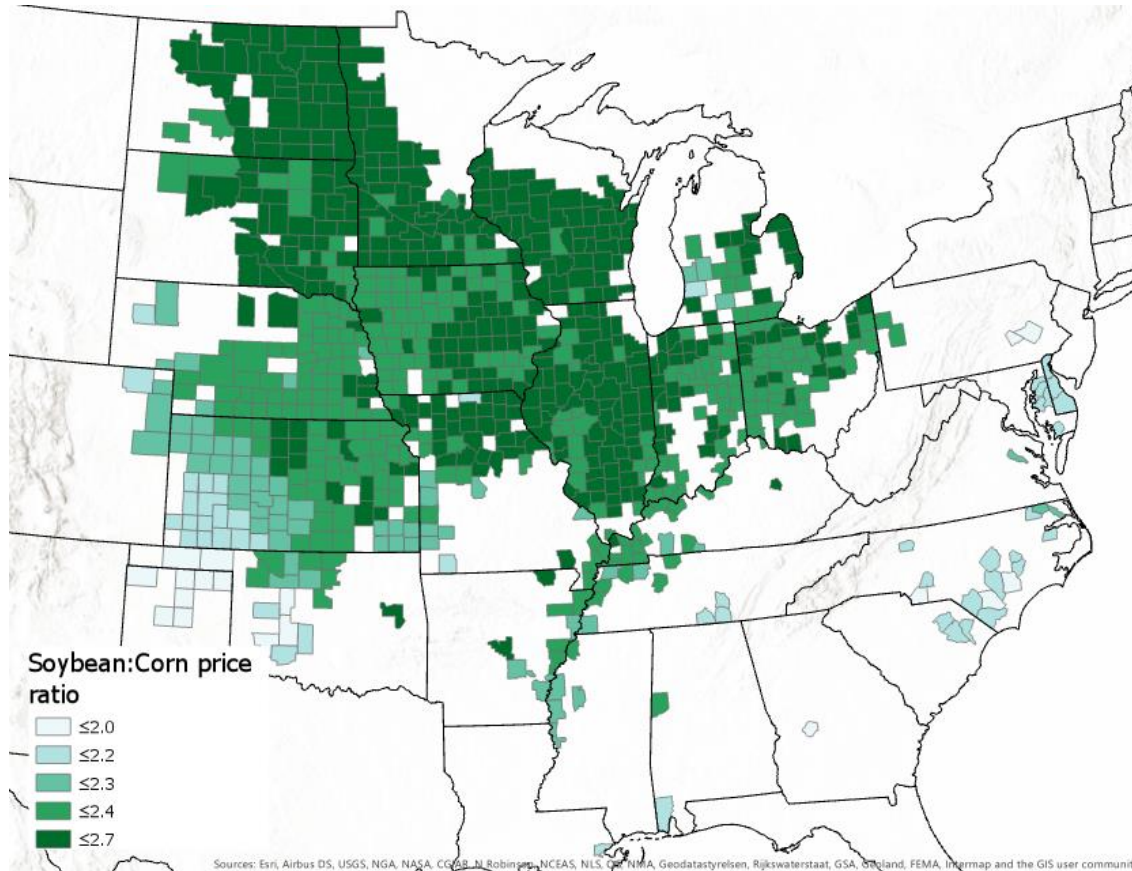 Soybean:Corn price
ratio
≤2.0
≤2.2
≤2.3
≤2.4
≤2.7
Sources: Esri, Airbus DS, USGS, NGA, NASA, CGIAR, N Robinson, NCEAS, NLS, OS, NMA, Geodatastyrelsen, Rijkswaterstaat, GSA, Geoland, FEMA, Intermap and the GIS user communit